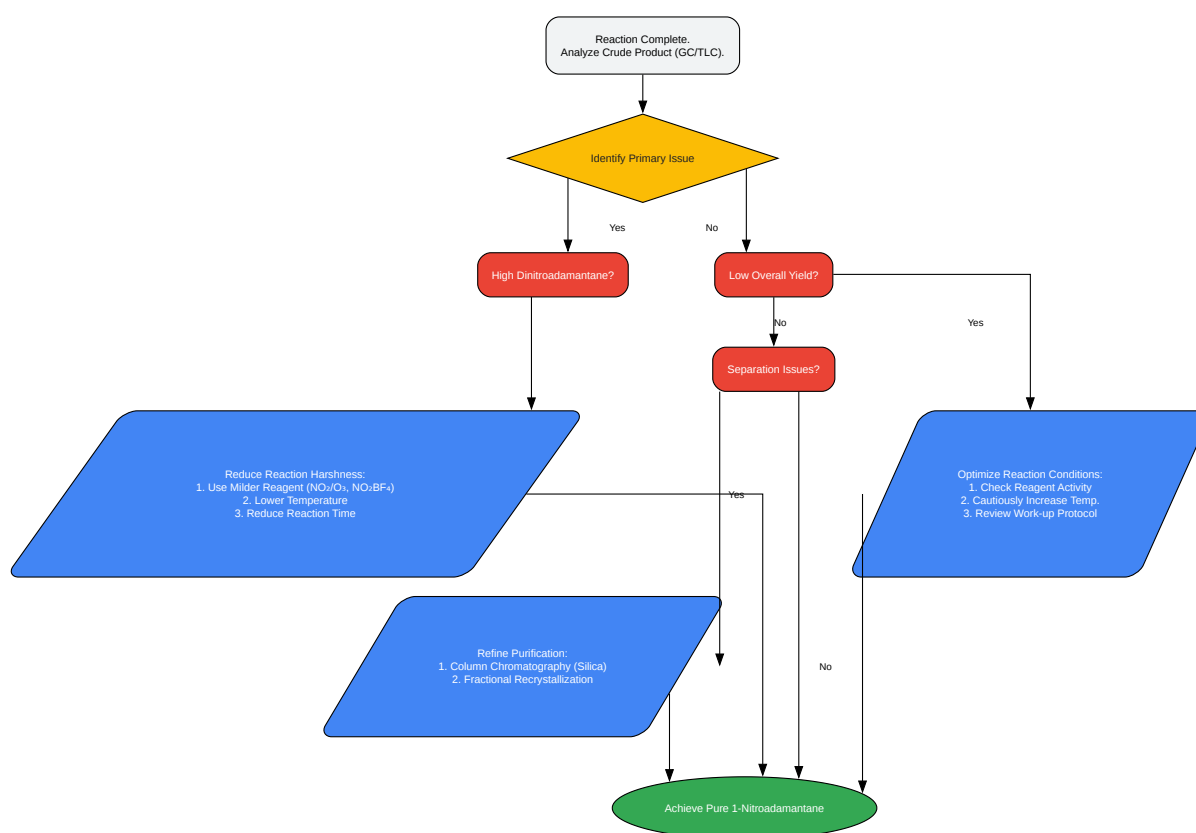 Reaction Complete.
Analyze Crude Product (GC/TLC).
Identify Primary Issue
Yes
No
High Dinitroadamantane?
Low Overall Yield?
No
Yes
Separation Issues?
Reduce Reaction Harshness:
1. Use Milder Reagent (NO₂/O₃, NO₂BF₄)
2. Lower Temperature
3. Reduce Reaction Time
Yes
Optimize Reaction Conditions:
1. Check Reagent Activity
2. Cautiously Increase Temp.
3. Review Work-up Protocol
Refine Purification:
1. Column Chromatography (Silica)
2. Fractional Recrystallization
No
Achieve Pure 1-Nitroadamantane